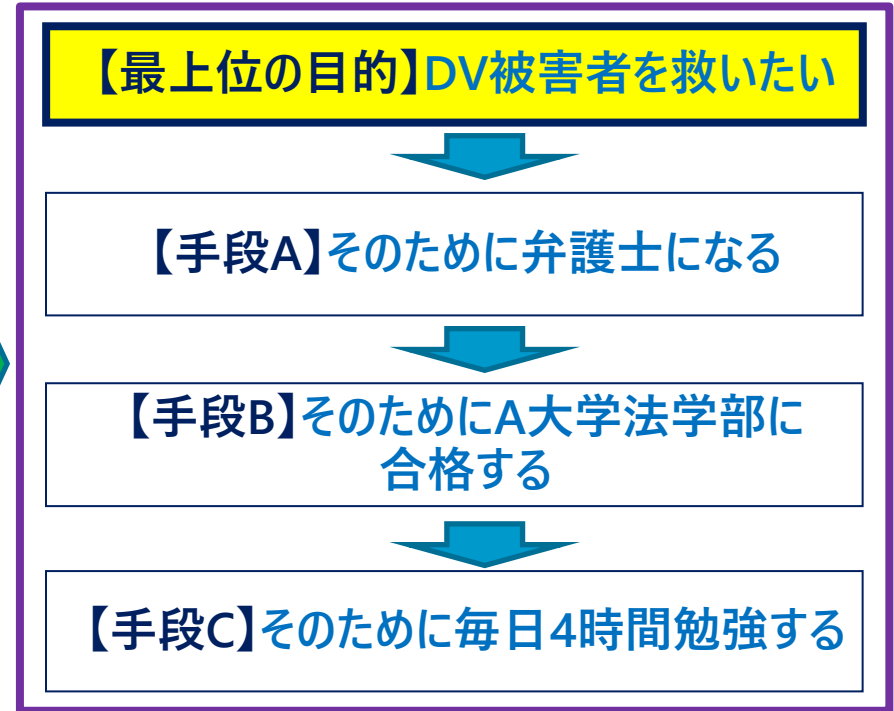 【最上位の目的】DV被害者を救いたい
【手段A】そのために弁護士になる
【手段B】そのためにA大学法学部に
合格する
【手段C】そのために毎日4時間勉強する